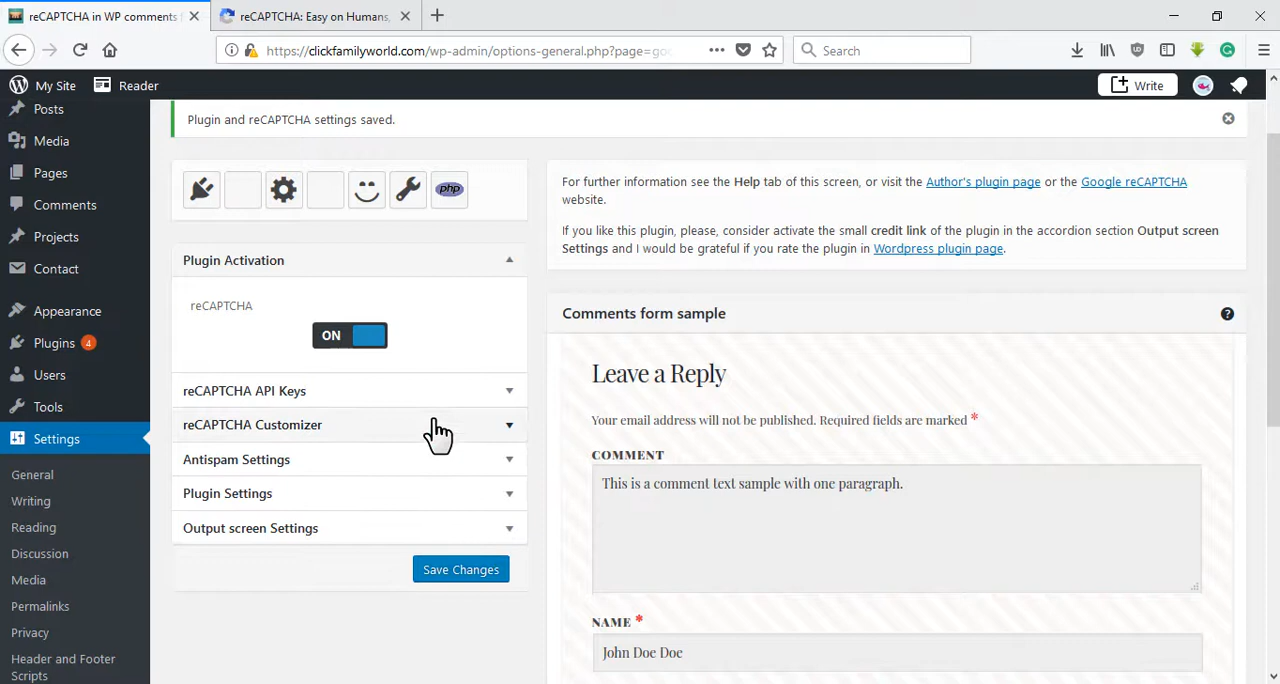 reCAPTCHA in WP comments f
reCAPTCHA: Easy on Humans,
https://clickfamilyworld.com/wp-admin/options-general.php?page=goo
Search
My Site
Reader
Write
Posts
Media
Pages
Comments
Projects
Contact
Appearance
Plugins 4
Users
Tools
Settings
General
Writing
Reading
Discussion
Media
Permalinks
Privacy
Header and Footer
Scripts
Plugin and reCAPTCHA settings saved.
php
Plugin Activation
reCAPTCHA
ON
reCAPTCHA API Keys
reCAPTCHA Customizer
Antispam Settings
Plugin Settings
Output screen Settings
Save Changes
For further information see the Help tab of this screen, or visit the Author's plugin page or the Google reCAPTCHA
website.
If you like this plugin, please, consider activate the small credit link of the plugin in the accordion section Output screen
Settings and I would be grateful if you rate the plugin in Wordpress plugin page.
Comments form sample
Leave a Reply
Your email address will not be published. Required fields are marked *
COMMENT
This is a comment text sample with one paragraph.
NAME *
John Doe Doe